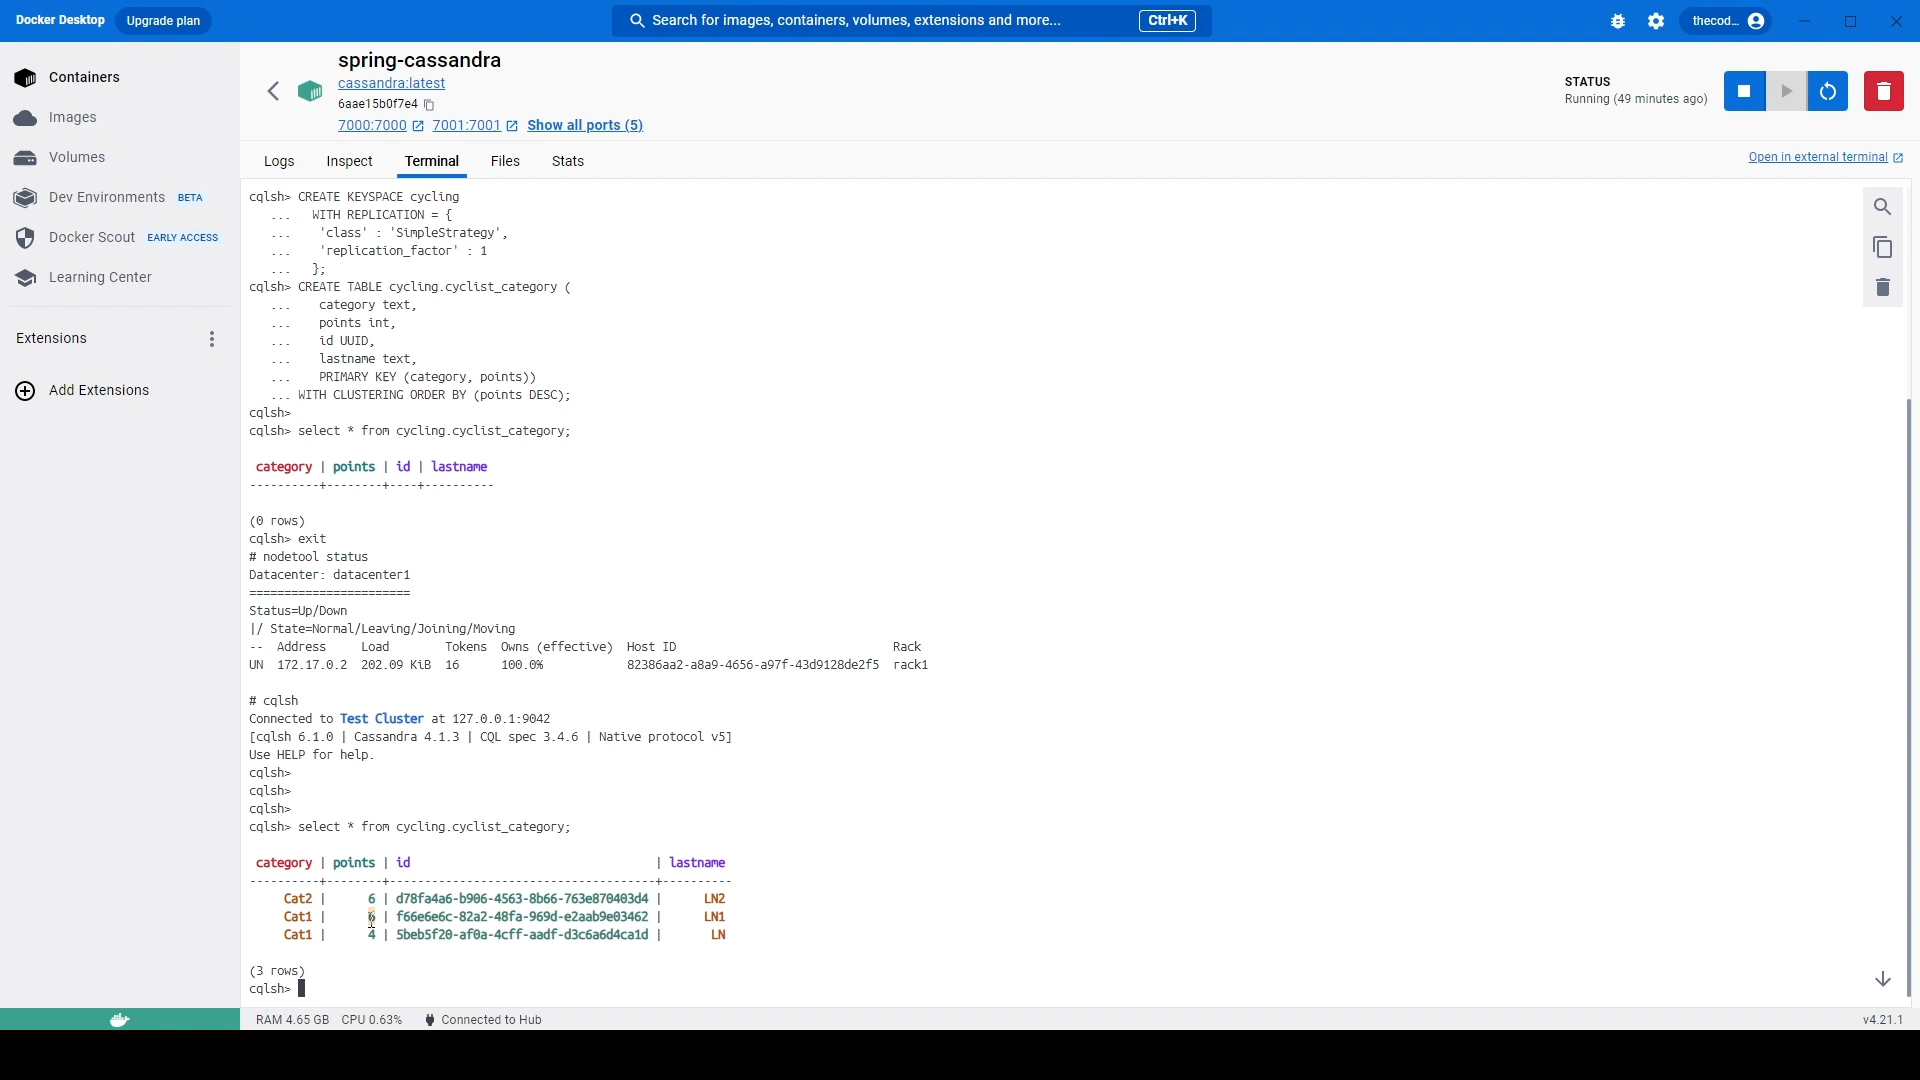 Docker Desktop Upgrade plan Search for images, containers, volumes, extensions and more... Ctrl+K thecod...
Containers
Images
Volumes
Dev Environments BETA
Docker Scout EARLY ACCESS
Learning Center
Extensions
Add Extensions
spring-cassandra
cassandra:latest
6aae15b0f7e4
7000:7000 7001:7001 Show all ports (5)
STATUS
Running (49 minutes ago)
Logs Inspect Terminal Files Stats
Open in external terminal
cqlsh> CREATE KEYSPACE cycling
... WITH REPLICATION = {
... 'class' : 'SimpleStrategy',
... 'replication_factor' : 1
... };
cqlsh> CREATE TABLE cycling.cyclist_category (
... category text,
... points int,
... id UUID,
... lastname text,
... PRIMARY KEY (category, points))
... WITH CLUSTERING ORDER BY (points DESC);
cqlsh>
cqlsh> select * from cycling.cyclist_category;
category | points | id | lastname
----------+--------+----+----------
(0 rows)
cqlsh> exit
# nodetool status
Datacenter: datacenter1
=======================
Status=Up/Down
|/ State=Normal/Leaving/Joining/Moving
-- Address Load Tokens Owns (effective) Host ID Rack
UN 172.17.0.2 202.09 KiB 16 100.0% 82386aa2-a8a9-4656-a97f-43d9128de2f5 rack1
# cqlsh
Connected to Test Cluster at 127.0.0.1:9042
[cqlsh 6.1.0 | Cassandra 4.1.3 | CQL spec 3.4.6 | Native protocol v5]
Use HELP for help.
cqlsh>
cqlsh>
cqlsh>
cqlsh> select * from cycling.cyclist_category;
category | points | id | lastname
----------+--------+--------------------------------------+----------
Cat2 | 6 | d78fa4a6-b906-4563-8b66-763e870403d4 | LN2
Cat1 | 6 | f66e6e6c-82a2-48fa-969d-e2aab9e03462 | LN1
Cat1 | 4 | 5beb5f20-af0a-4cff-aadf-d3c6a6d4ca1d | LN
(3 rows)
cqlsh>
RAM 4.65 GB CPU 0.63% Connected to Hub v4.21.1